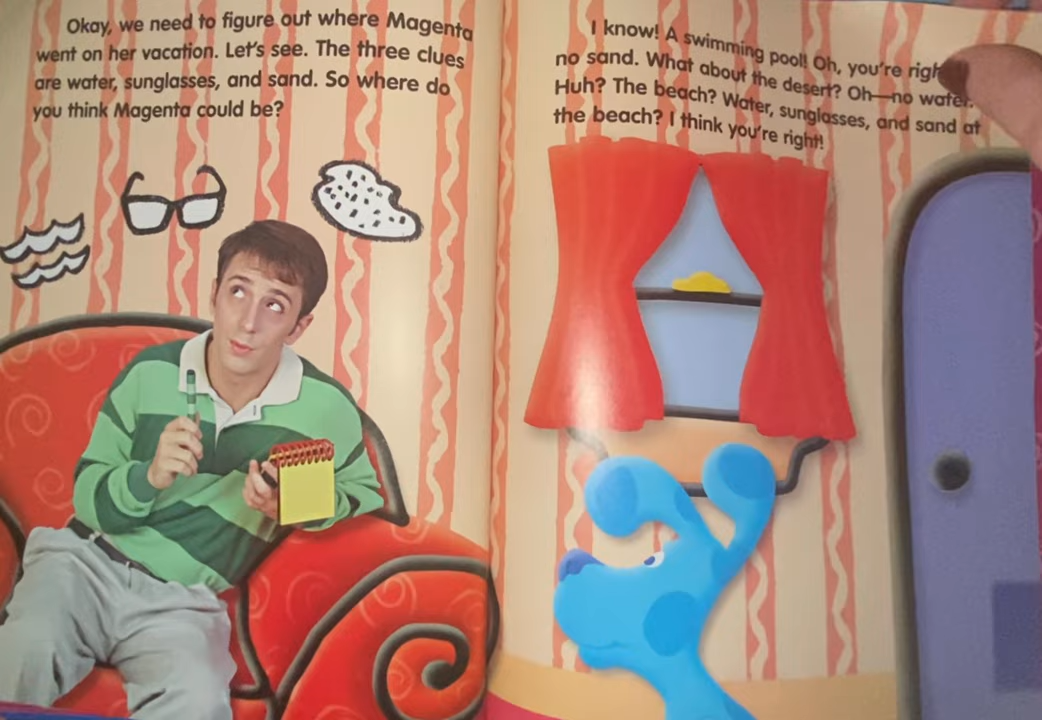 Okay, we need to figure out where Magenta
went on her vacation. Let's see. The three clues
are water, sunglasses, and sand. So where do
you think Magenta could be?
I know! A swimming pool! Oh, you're
no sand. What about the desert? Oh—no water.
Huh? The beach? Water, sunglasses, and sand at
the beach? I think you're right!